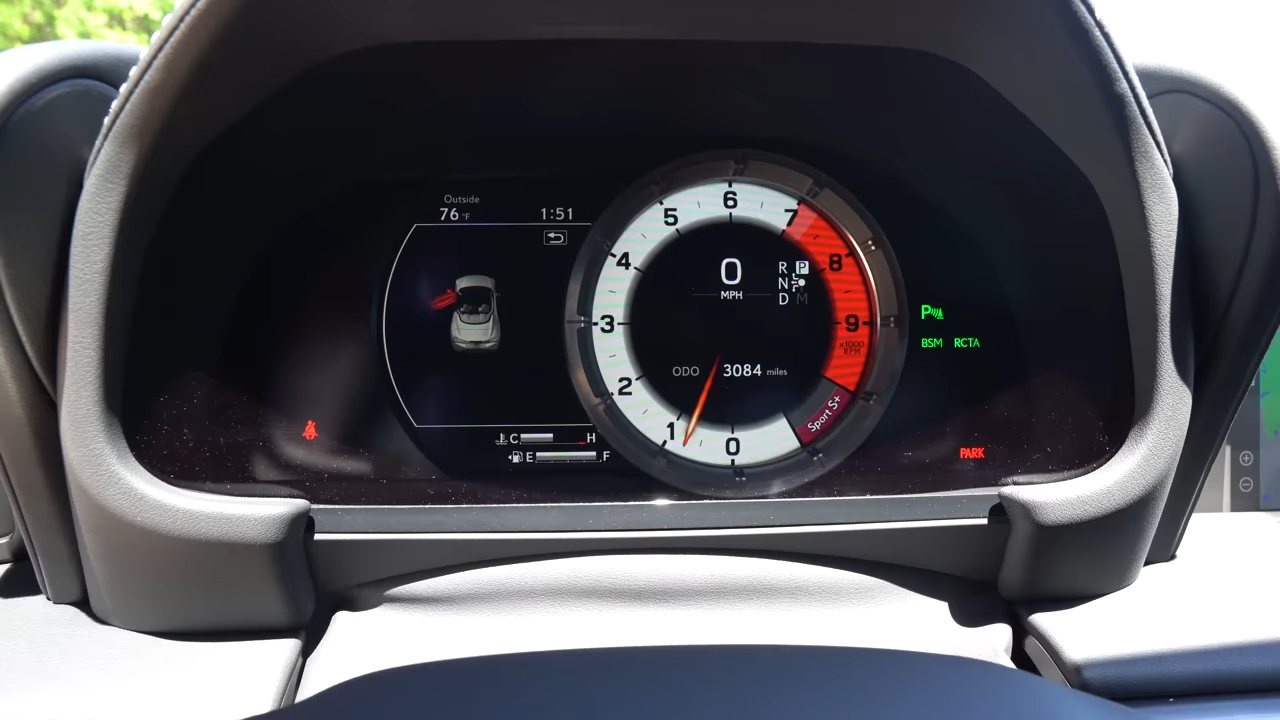 Outside
76 °F 1:51
6
5 7
4 8
0
MPH
R P
N
D M
3 9
x1000
RPM
BSM RCTA
P
ODO 3084 miles
2
Sport S+
1
0
C H
E F
PARK